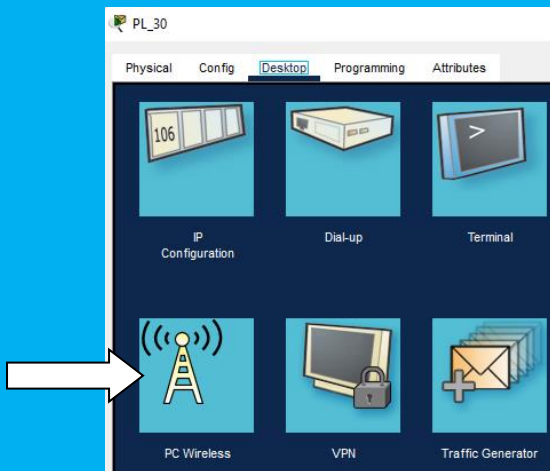 PL_30
Physical Config Desktop Programming Attributes
106
>
IP
Configuration
Dial-up
Terminal
PC Wireless
VPN
Traffic Generator